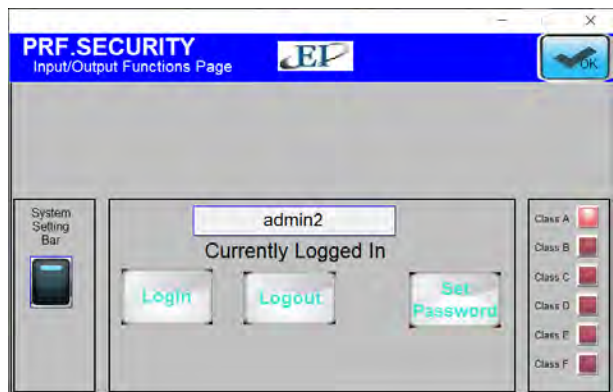 PRF.SECURITY
Input/Output Functions Page
JEI
OK
System
Setting
Bar
admin2
Currently Logged In
Login
Logout
Set
Password
Class A
Class B
Class C
Class D
Class E
Class F